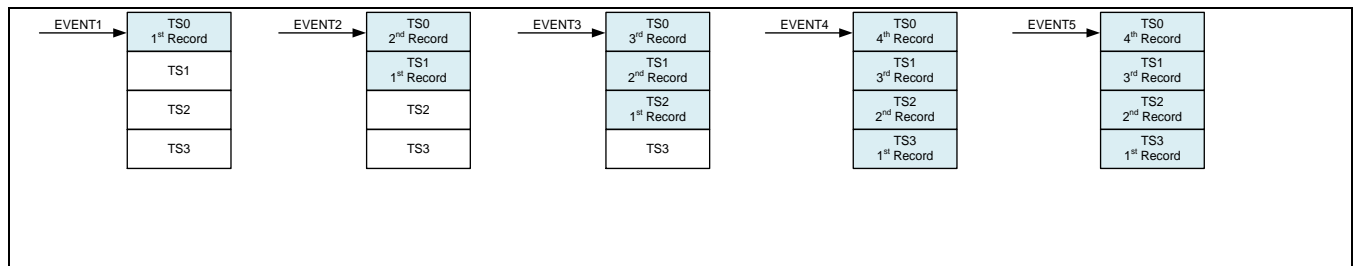 EVENT1
TS0
1st Record
TS1
TS2
TS3
EVENT2
TS0
2nd Record
TS1
1st Record
TS2
TS3
EVENT3
TS0
3rd Record
TS1
2nd Record
TS2
1st Record
TS3
EVENT4
TS0
4th Record
TS1
3rd Record
TS2
2nd Record
TS3
1st Record
EVENT5
TS0
4th Record
TS1
3rd Record
TS2
2nd Record
TS3
1st Record